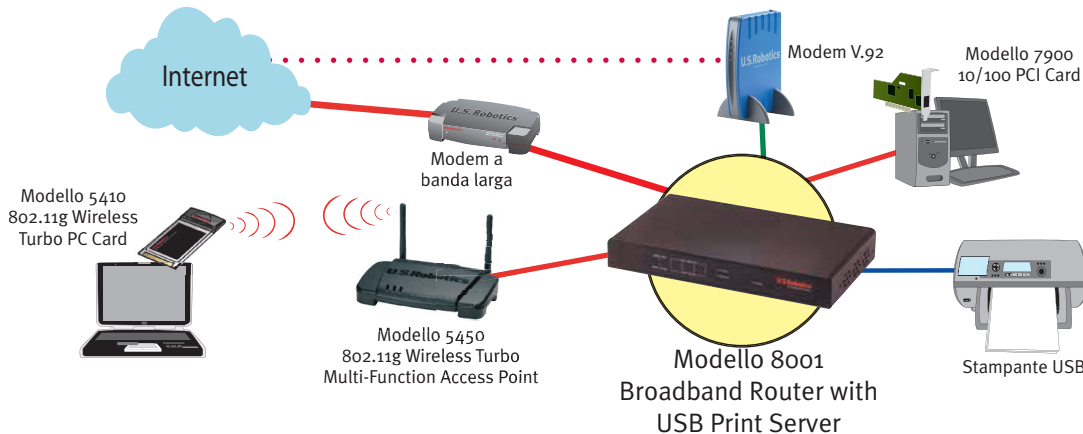 Internet
U.S.Robotics
Modem V.92
Modello 7900
10/100 PCI Card
U.S.Robotics
Modem a
banda larga
Modello 5410
802.11g Wireless
Turbo PC Card
U.S.Robotics
Modello 5450
802.11g Wireless Turbo
Multi-Function Access Point
Modello 8001
Broadband Router with
USB Print Server
Stampante USB